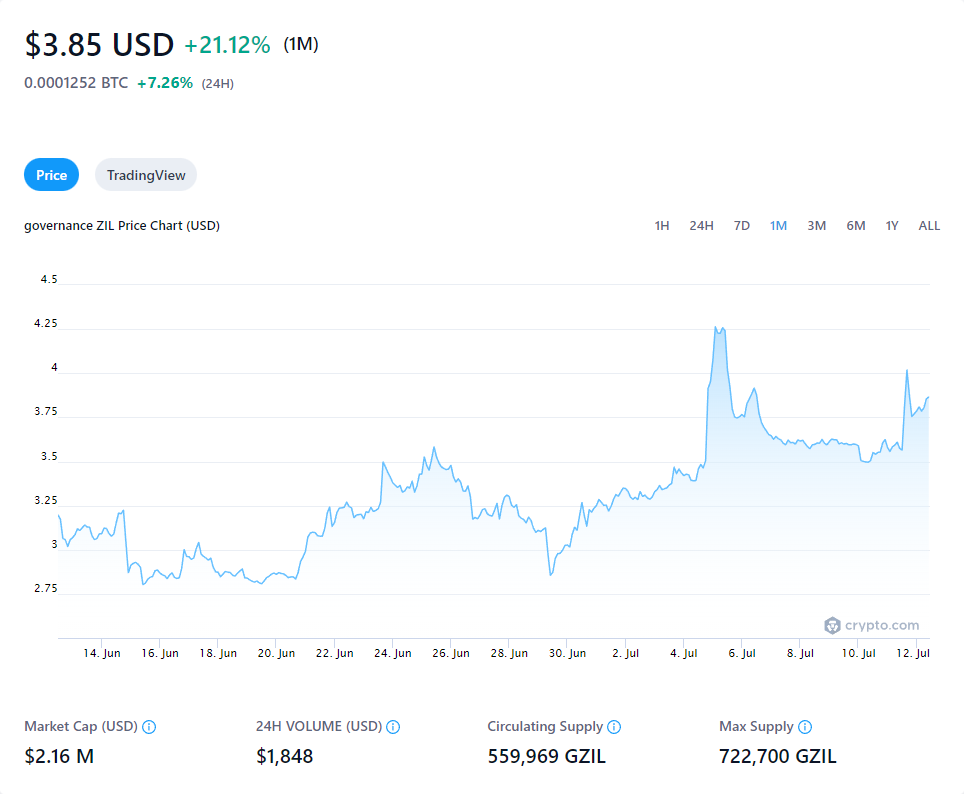 $3.85 USD +21.12% (1M)
0.0001252 BTC +7.26% (24H)
Price TradingView
governance ZIL Price Chart (USD) 1H 24H 7D 1M 3M 6M 1Y ALL
4.5
4.25
4
3.75
3.5
3.25
3
2.75
crypto.com
14. Jun 16. Jun 18. Jun 20. Jun 22. Jun 24. Jun 26. Jun 28. Jun 30. Jun 2. Jul 4. Jul 6. Jul 8. Jul 10. Jul 12. Jul
Market Cap (USD) 24H VOLUME (USD) Circulating Supply Max Supply
$2.16 M $1,848 559,969 GZIL 722,700 GZIL